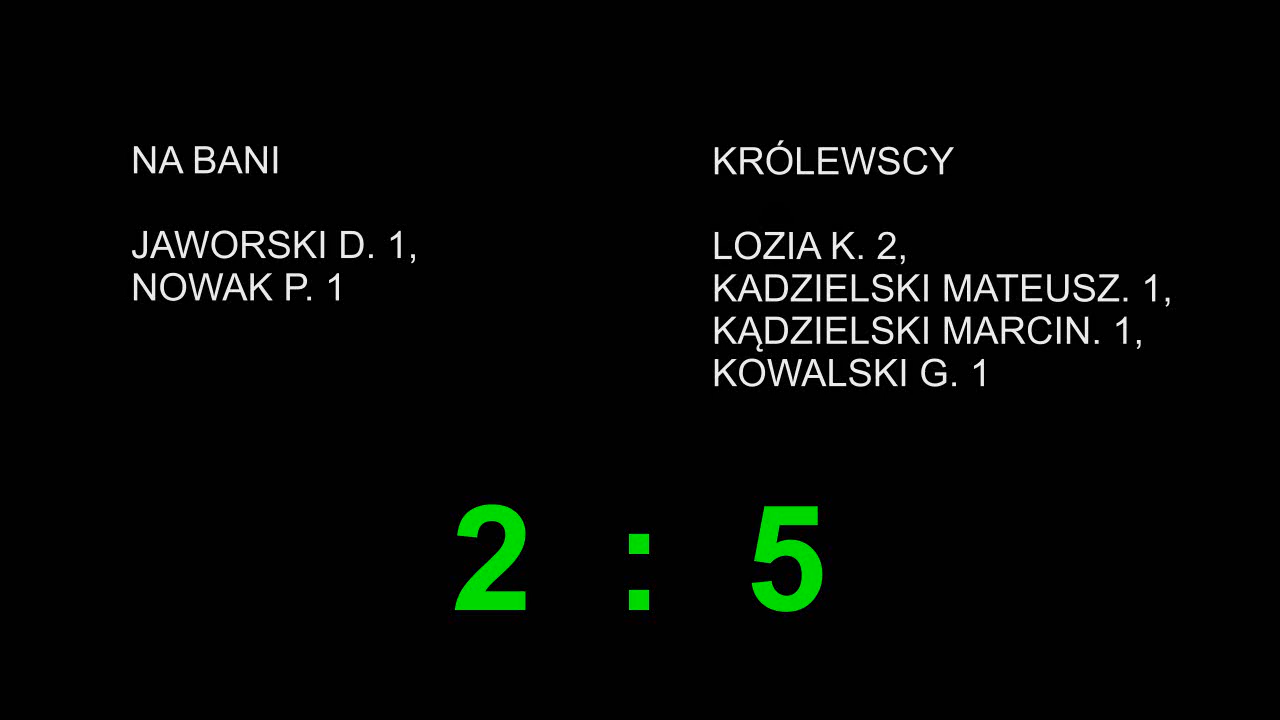 NA BANI
JAWORSKI D. 1,
NOWAK P. 1
KRÓLEWSCY
LOZIA K. 2,
KADZIELSKI MATEUSZ. 1,
KĄDZIELSKI MARCIN. 1,
KOWALSKI G. 1
2 : 5